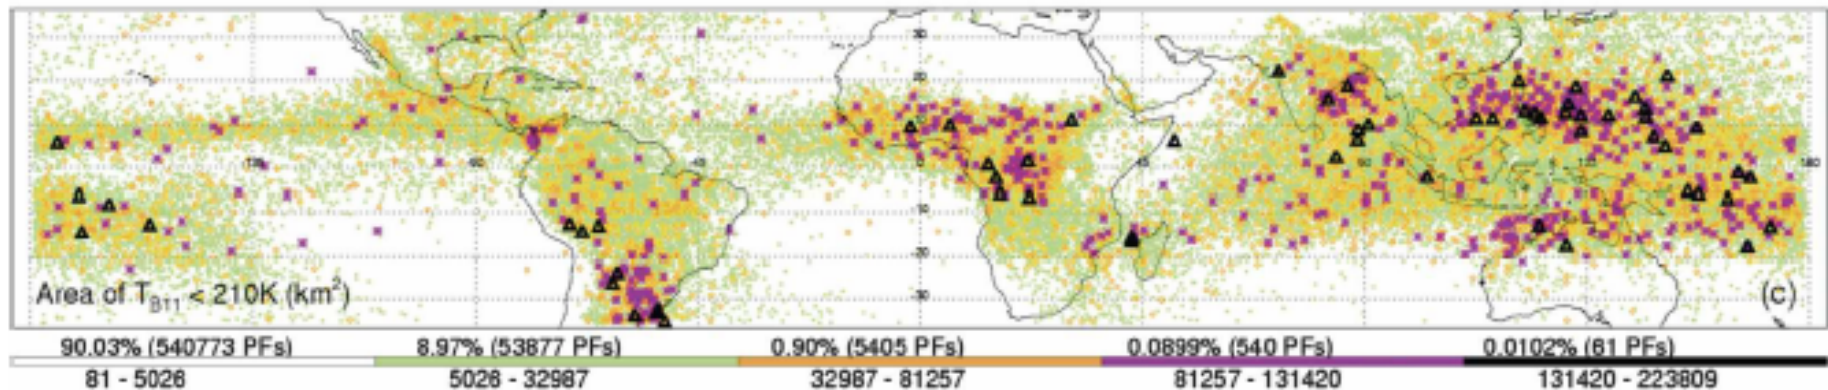 Area of T_B11 < 210K (km²)
(c)
90.03% (540773 PFs) 8.97% (53877 PFs) 0.90% (5405 PFs) 0.0899% (540 PFs) 0.0102% (61 PFs)
81 - 5026 5026 - 32987 32987 - 81257 81257 - 131420 131420 - 223809